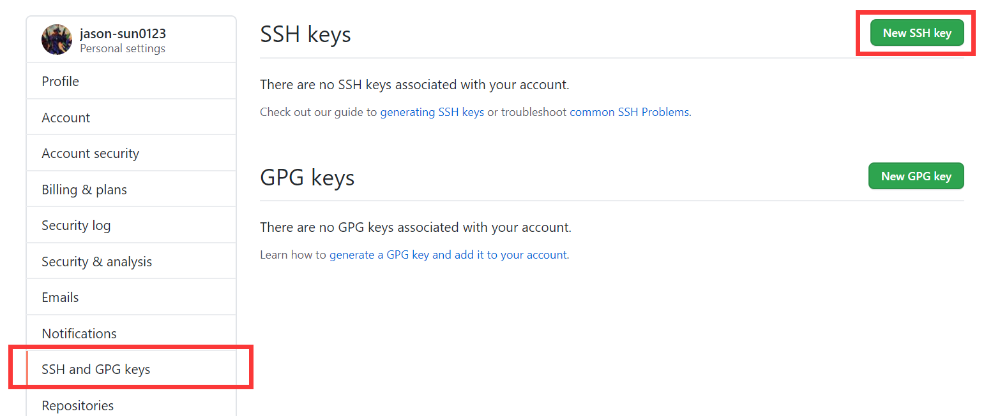 jason-sun0123
Personal settings
Profile
Account
Account security
Billing & plans
Security log
Security & analysis
Emails
Notifications
SSH and GPG keys
Repositories
SSH keys
New SSH key
There are no SSH keys associated with your account.
Check out our guide to generating SSH keys or troubleshoot common SSH Problems.
GPG keys
New GPG key
There are no GPG keys associated with your account.
Learn how to generate a GPG key and add it to your account.